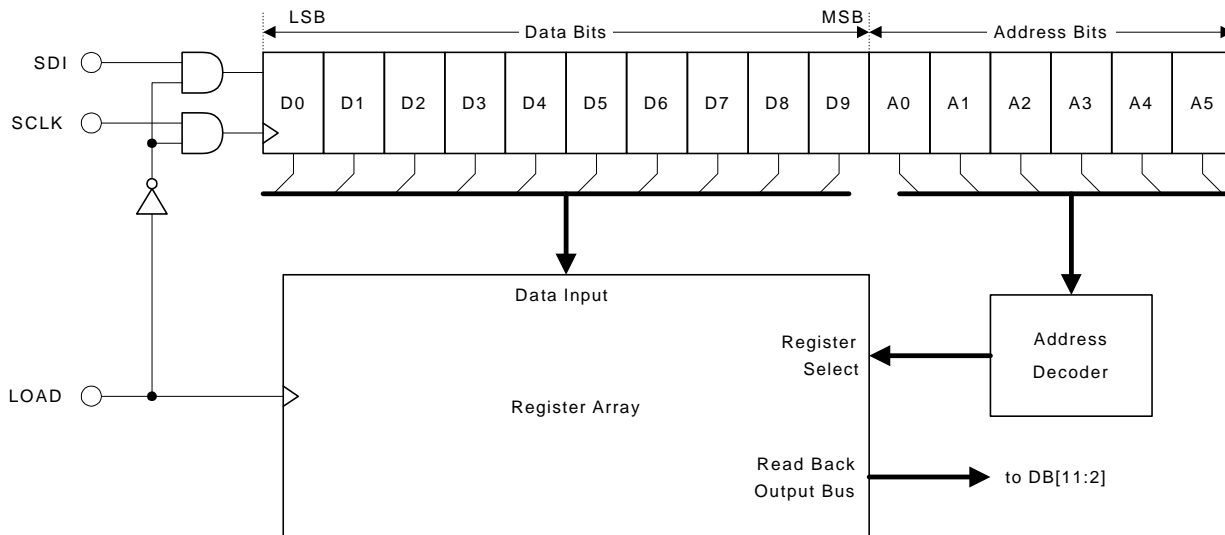 LSB MSB
Data Bits Address Bits
SDI
D0 D1 D2 D3 D4 D5 D6 D7 D8 D9 A0 A1 A2 A3 A4 A5
SCLK
Data Input
Register
Select
Address
Decoder
LOAD
Register Array
Read Back
Output Bus
to DB[11:2]